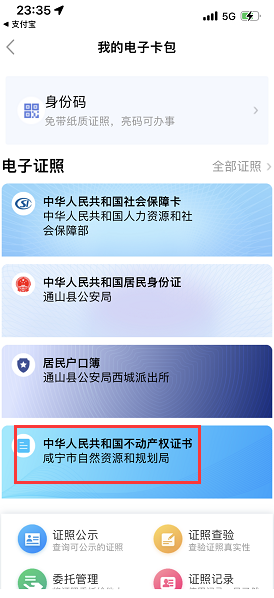 23:35
5G
支付宝
我的电子卡包
身份码
免带纸质证照，亮码可办事
电子证照
全部证照
中华人民共和国社会保障卡
中华人民共和国人力资源和社
会保障部
中华人民共和国居民身份证
通山县公安局
居民户口簿
通山县公安局西城派出所
中华人民共和国不动产权证书
咸宁市自然资源和规划局
证照公示
查询可公示的证照
证照查验
查验证照真实性
委托管理
证照记录